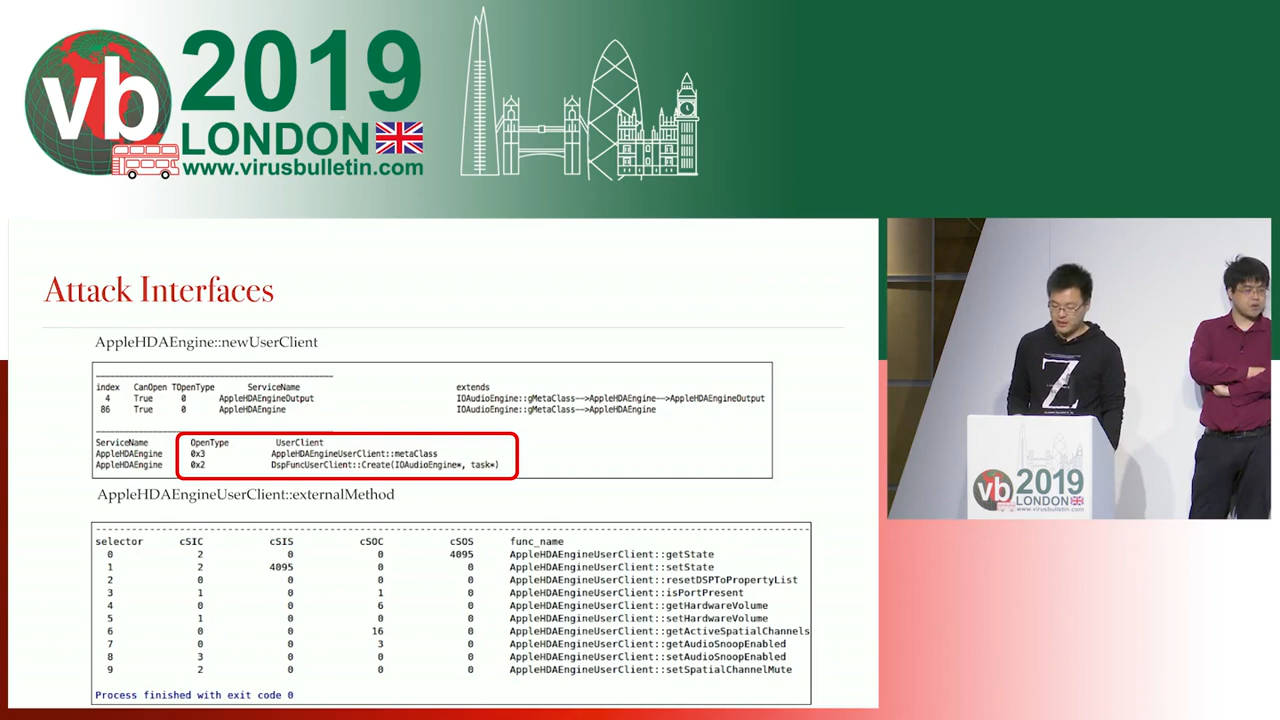 vb
2019
LONDON
www.virusbulletin.com
Attack Interfaces
AppleHDAEngine::newUserClient
index CanOpen TOpenType ServiceName extends
4 True 0 AppleHDAEngineOutput IOAudioEngine::gMetaClass—>AppleHDAEngine—>AppleHDAEngineOutput
86 True 0 AppleHDAEngine IOAudioEngine::gMetaClass—>AppleHDAEngine
ServiceName OpenType UserClient
AppleHDAEngine 0x3 AppleHDAEngineUserClient::metaClass
AppleHDAEngine 0x2 DspFuncUserClient::Create(IOAudioEngine*, task*)
AppleHDAEngineUserClient::externalMethod
selector cSIC cSIS cSOC cSOS func_name
0 2 0 0 4095 AppleHDAEngineUserClient::getState
1 2 4095 0 0 AppleHDAEngineUserClient::setState
2 0 0 0 0 AppleHDAEngineUserClient::resetDSPToPropertyList
3 1 0 1 0 AppleHDAEngineUserClient::isPortPresent
4 0 0 6 0 AppleHDAEngineUserClient::getHardwareVolume
5 1 0 0 0 AppleHDAEngineUserClient::setHardwareVolume
6 0 0 16 0 AppleHDAEngineUserClient::getActiveSpatialChannels
7 0 0 3 0 AppleHDAEngineUserClient::getAudioSnoopEnabled
8 3 0 0 0 AppleHDAEngineUserClient::setAudioSnoopEnabled
9 2 0 0 0 AppleHDAEngineUserClient::setSpatialChannelMute
Process finished with exit code 0
Z
vb
2019
LONDON
www.virusbulletin.com